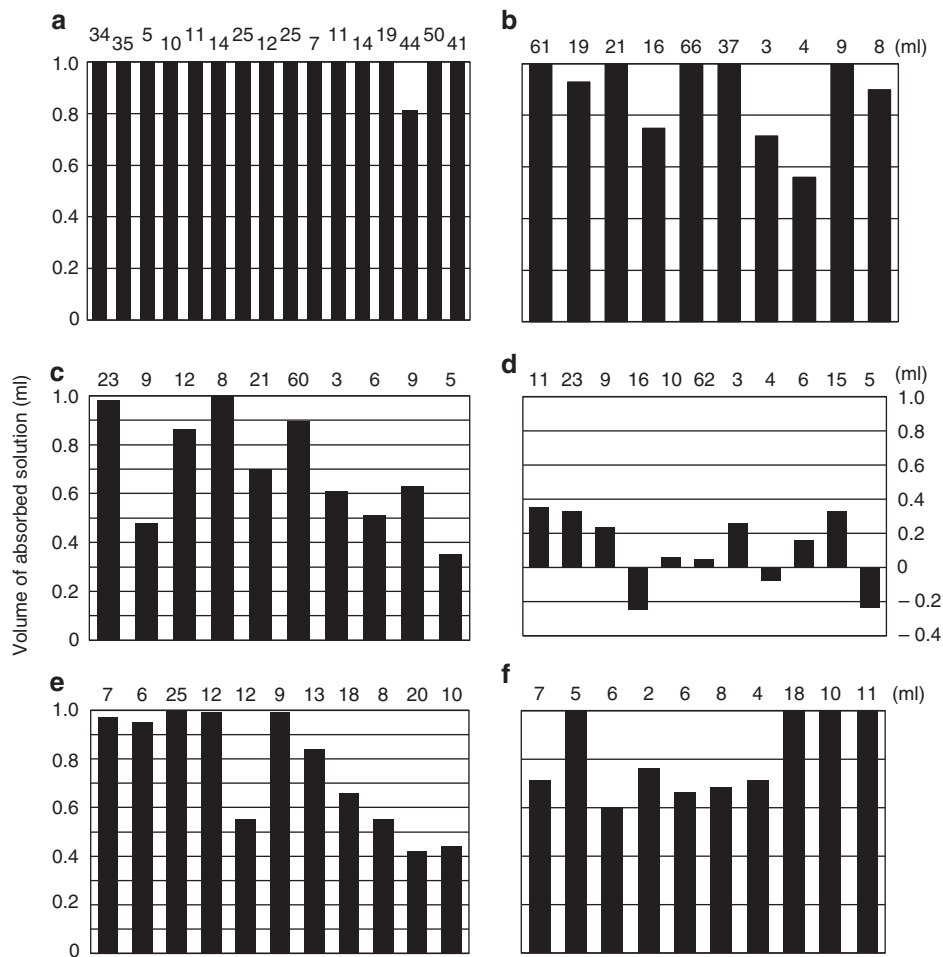 a
34 35 5 10 11 14 25 12 25 7 11 14 19 44 50 41
1.0
0.8
0.6
0.4
0.2
0
b
61 19 21 16 66 37 3 4 9 8 (ml)
Volume of absorbed solution (ml)
c
23 9 12 8 21 60 3 6 9 5
1.0
0.8
0.6
0.4
0.2
0
d
11 23 9 16 10 62 3 4 6 15 5 (ml)
1.0
0.8
0.6
0.4
0.2
0
– 0.2
– 0.4
e
7 6 25 12 12 9 13 18 8 20 10
1.0
0.8
0.6
0.4
0.2
0
f
7 5 6 2 6 8 4 18 10 11 (ml)